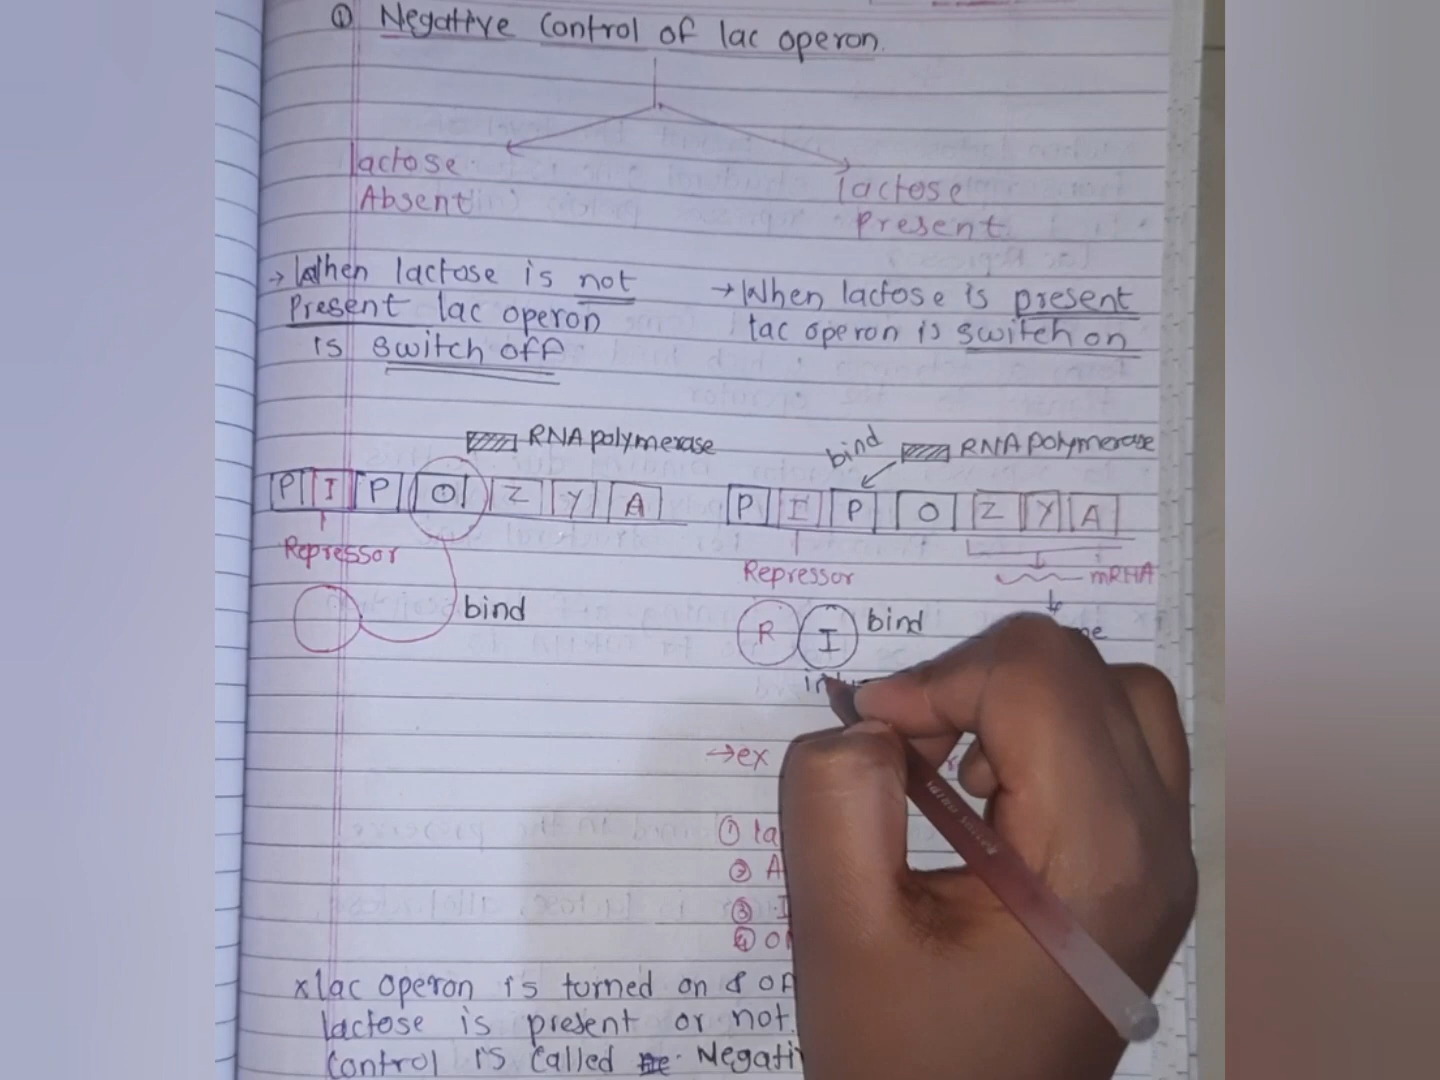 ① Negative Control of lac operon.
lactose
Absent
lactose
Present
→ When lactose is not
Present lac operon
is switch off
→ When lactose is present
lac operon is switch on
RNA polymerase
P I P O Z Y A
Repressor
bind
bind
RNA polymerase
P I P O Z Y A
Repressor
mRNA
R I bind
→ ex
①
②
③
④
x lac operon is turned on &
lactose is present or not.
Control is called